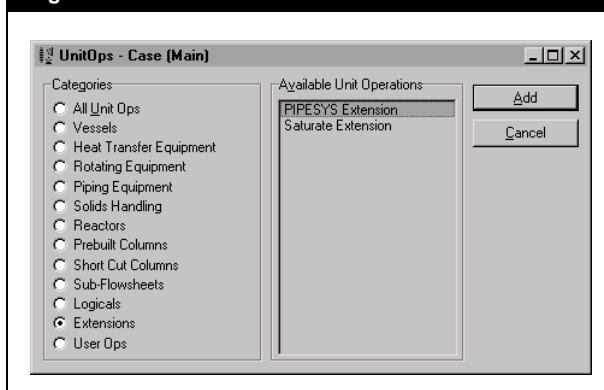 UnitOps - Case (Main)
Categories
All Unit Ops
Vessels
Heat Transfer Equipment
Rotating Equipment
Piping Equipment
Solids Handling
Reactors
Prebuilt Columns
Short Cut Columns
Sub-Flowsheets
Logicals
Extensions
User Ops
Available Unit Operations
PIPESYS Extension
Saturate Extension
Add
Cancel